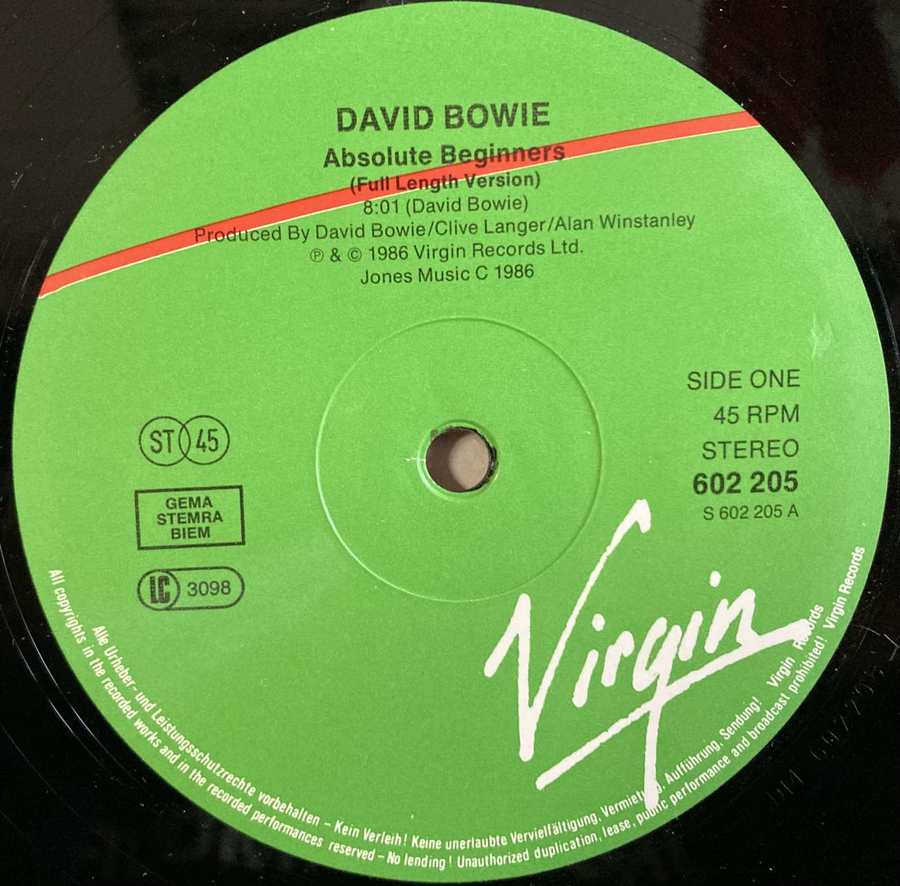 DAVID BOWIE
Absolute Beginners
(Full Length Version)
8:01 (David Bowie)
Produced By David Bowie/Clive Langer/Alan Winstanley
℗ & © 1986 Virgin Records Ltd.
Jones Music C 1986
SIDE ONE
45 RPM
STEREO
602 205
S 602 205 A
ST 45
GEMA
STEMRA
BIEM
LC 3098
Virgin
Alle Urheber- und Leistungsschutzrechte vorbehalten – Kein Verleih! Keine unerlaubte Vervielfältigung, Vermietung, Aufführung, Sendung! Virgin Records
All copyrights in the recorded works and in the recorded performances reserved – No lending! Unauthorized duplication, lease, public performance and broadcast prohibited! Virgin Records